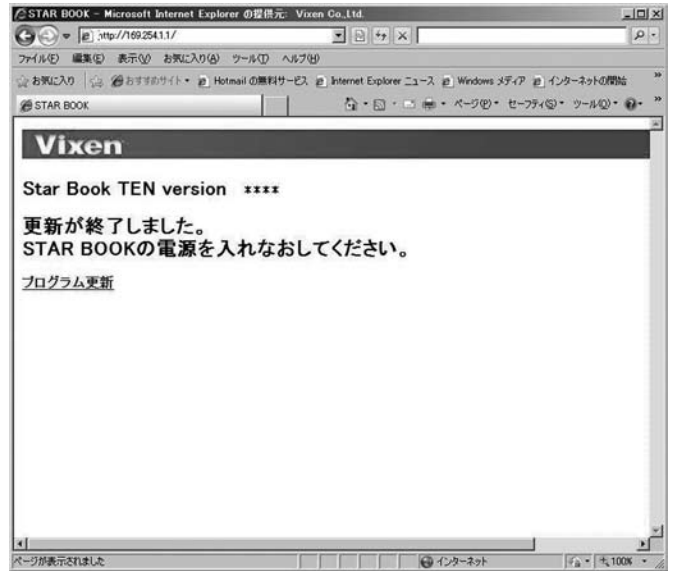 STAR BOOK - Microsoft Internet Explorer の提供元: Vixen Co.,Ltd.
http://169.254.1.1/
ファイル(F) 編集(E) 表示(V) お気に入り(A) ツール(T) ヘルプ(H)
お気に入り おすすめサイト Hotmail の無料サービス Internet Explorer ニュース Windows メディア インターネットの開始 »
STAR BOOK ページ(P) セーフティ(S) ツール(O) »
Vixen
Star Book TEN version ****
更新が終了しました。
STAR BOOKの電源を入れなおしてください。
プログラム更新
ページが表示されました インターネット 100%